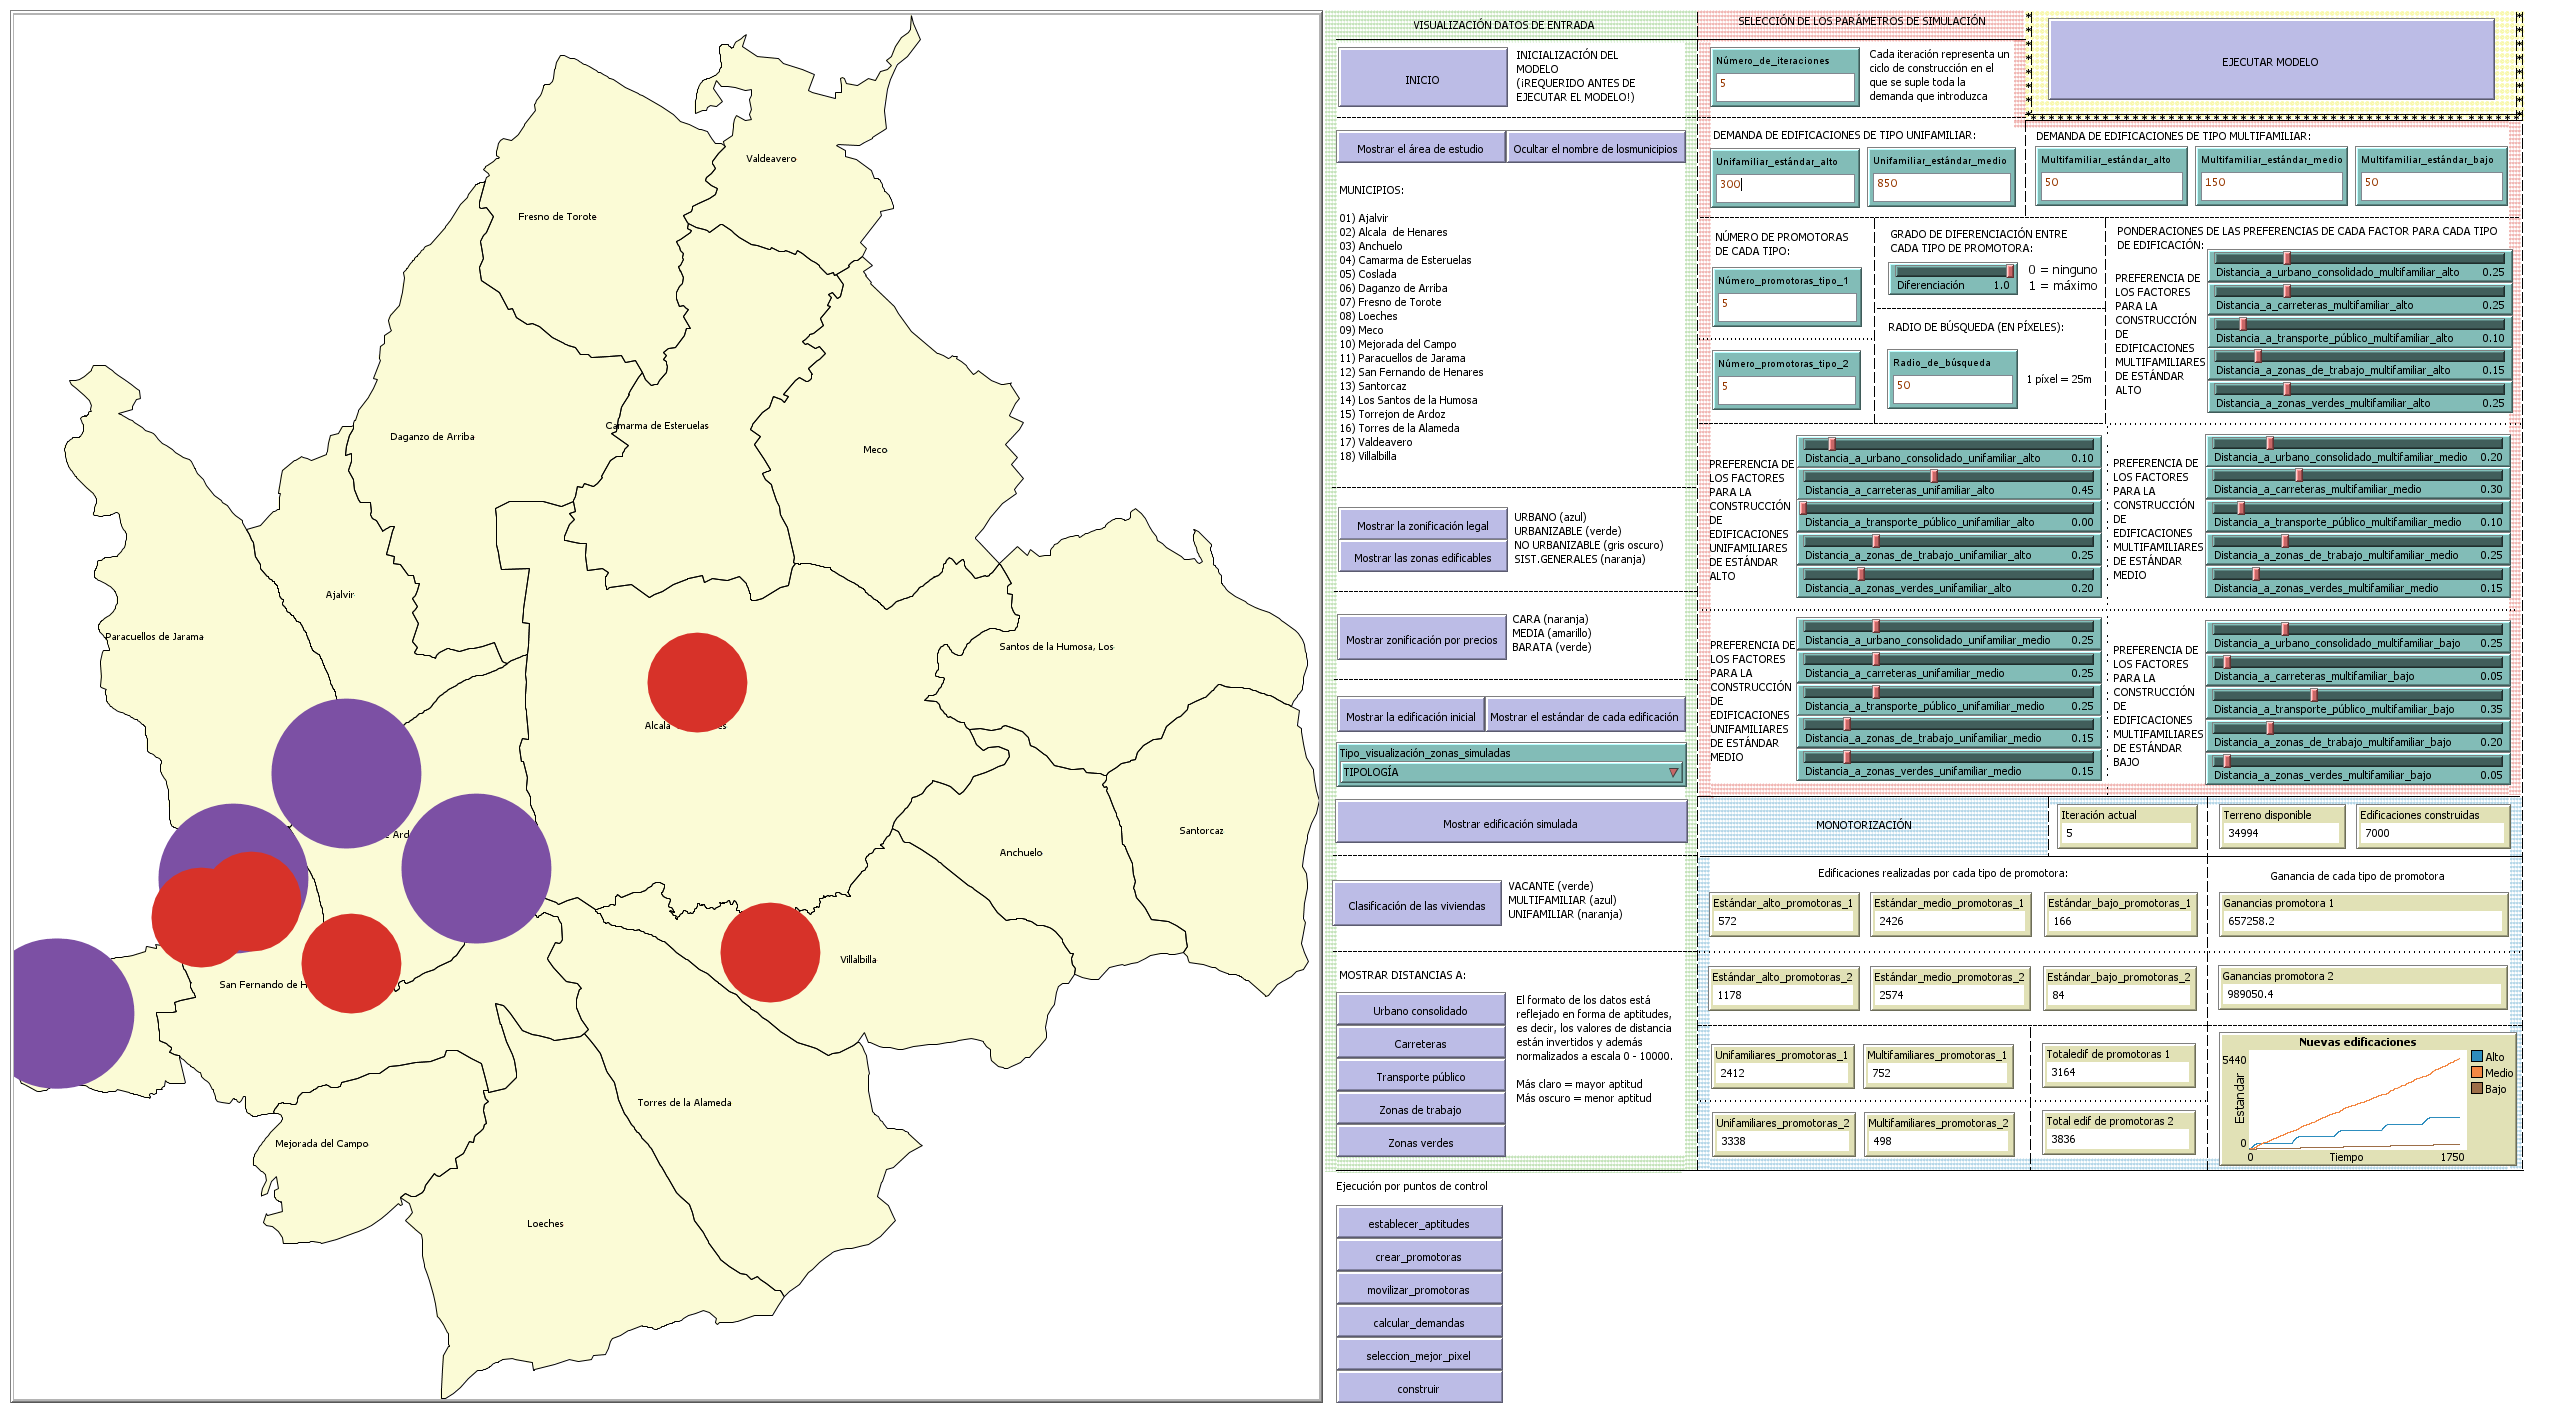 Valdeavero
Fresno de Torote
Daganzo de Arriba
Camarma de Esteruelas
Meco
Ajalvir
Paracuellos de Jarama
Santos de la Humosa, Los
Alcala
es
e Ard
Santorcaz
Anchuelo
Villalbilla
San Fernando de H
Torres de la Alameda
Mejorada del Campo
Loeches
VISUALIZACIÓN DATOS DE ENTRADA
INICIO
INICIALIZACIÓN DEL
MODELO
(¡REQUERIDO ANTES DE
EJECUTAR EL MODELO!)
Mostrar el área de estudio
Ocultar el nombre de losmunicipios
MUNICIPIOS:
01) Ajalvir
02) Alcala de Henares
03) Anchuelo
04) Camarma de Esteruelas
05) Coslada
06) Daganzo de Arriba
07) Fresno de Torote
08) Loeches
09) Meco
10) Mejorada del Campo
11) Paracuellos de Jarama
12) San Fernando de Henares
13) Santorcaz
14) Los Santos de la Humosa
15) Torrejon de Ardoz
16) Torres de la Alameda
17) Valdeavero
18) Villalbilla
Mostrar la zonificación legal
Mostrar las zonas edificables
URBANO (azul)
URBANIZABLE (verde)
NO URBANIZABLE (gris oscuro)
SIST.GENERALES (naranja)
Mostrar zonificación por precios
CARA (naranja)
MEDIA (amarillo)
BARATA (verde)
Mostrar la edificación inicial
Mostrar el estándar de cada edificación
Tipo_visualización_zonas_simuladas
TIPOLOGÍA
Mostrar edificación simulada
Clasificación de las viviendas
VACANTE (verde)
MULTIFAMILIAR (azul)
UNIFAMILIAR (naranja)
MOSTRAR DISTANCIAS A:
Urbano consolidado
Carreteras
Transporte público
Zonas de trabajo
Zonas verdes
El formato de los datos está
reflejado en forma de aptitudes,
es decir, los valores de distancia
están invertidos y además
normalizados a escala 0 - 10000.
Más claro = mayor aptitud
Más oscuro = menor aptitud
Ejecución por puntos de control
establecer_aptitudes
crear_promotoras
movilizar_promotoras
calcular_demandas
seleccion_mejor_pixel
construir
SELECCIÓN DE LOS PARÁMETROS DE SIMULACIÓN
Número_de_iteraciones
5
Cada iteración representa un
ciclo de construcción en el
que se suple toda la
demanda que introduzca
EJECUTAR MODELO
DEMANDA DE EDIFICACIONES DE TIPO UNIFAMILIAR:
Unifamiliar_estándar_alto
300
Unifamiliar_estándar_medio
850
DEMANDA DE EDIFICACIONES DE TIPO MULTIFAMILIAR:
Multifamiliar_estándar_alto
50
Multifamiliar_estándar_medio
150
Multifamiliar_estándar_bajo
50
NÚMERO DE PROMOTORAS
DE CADA TIPO:
Número_promotoras_tipo_1
5
Número_promotoras_tipo_2
5
GRADO DE DIFERENCIACIÓN ENTRE
CADA TIPO DE PROMOTORA:
Diferenciación 1.0
0 = ninguno
1 = máximo
RADIO DE BÚSQUEDA (EN PÍXELES):
Radio_de_búsqueda
50
1 píxel = 25m
PONDERACIONES DE LAS PREFERENCIAS DE CADA FACTOR PARA CADA TIPO
DE EDIFICACIÓN:
PREFERENCIA DE
LOS FACTORES
PARA LA
CONSTRUCCIÓN
DE
EDIFICACIONES
MULTIFAMILIARES
DE ESTÁNDAR
ALTO
Distancia_a_urbano_consolidado_multifamiliar_alto 0.25
Distancia_a_carreteras_multifamiliar_alto 0.25
Distancia_a_transporte_público_multifamiliar_alto 0.10
Distancia_a_zonas_de_trabajo_multifamiliar_alto 0.15
Distancia_a_zonas_verdes_multifamiliar_alto 0.25
PREFERENCIA DE
LOS FACTORES
PARA LA
CONSTRUCCIÓN
DE
EDIFICACIONES
UNIFAMILIARES
DE ESTÁNDAR
ALTO
Distancia_a_urbano_consolidado_unifamiliar_alto 0.10
Distancia_a_carreteras_unifamiliar_alto 0.45
Distancia_a_transporte_público_unifamiliar_alto 0.00
Distancia_a_zonas_de_trabajo_unifamiliar_alto 0.25
Distancia_a_zonas_verdes_unifamiliar_alto 0.20
PREFERENCIA DE
LOS FACTORES
PARA LA
CONSTRUCCIÓN
DE
EDIFICACIONES
MULTIFAMILIARES
DE ESTÁNDAR
MEDIO
Distancia_a_urbano_consolidado_multifamiliar_medio 0.20
Distancia_a_carreteras_multifamiliar_medio 0.30
Distancia_a_transporte_público_multifamiliar_medio 0.10
Distancia_a_zonas_de_trabajo_multifamiliar_medio 0.25
Distancia_a_zonas_verdes_multifamiliar_medio 0.15
PREFERENCIA DE
LOS FACTORES
PARA LA
CONSTRUCCIÓN
DE
EDIFICACIONES
UNIFAMILIARES
DE ESTÁNDAR
MEDIO
Distancia_a_urbano_consolidado_unifamiliar_medio 0.25
Distancia_a_carreteras_unifamiliar_medio 0.25
Distancia_a_transporte_público_unifamiliar_medio 0.25
Distancia_a_zonas_de_trabajo_unifamiliar_medio 0.15
Distancia_a_zonas_verdes_unifamiliar_medio 0.15
PREFERENCIA DE
LOS FACTORES
PARA LA
CONSTRUCCIÓN
DE
EDIFICACIONES
MULTIFAMILIARES
DE ESTÁNDAR
BAJO
Distancia_a_urbano_consolidado_multifamiliar_bajo 0.25
Distancia_a_carreteras_multifamiliar_bajo 0.05
Distancia_a_transporte_público_multifamiliar_bajo 0.35
Distancia_a_zonas_de_trabajo_multifamiliar_bajo 0.20
Distancia_a_zonas_verdes_multifamiliar_bajo 0.05
MONOTORIZACIÓN
Iteración actual
5
Terreno disponible
34994
Edificaciones construidas
7000
Edificaciones realizadas por cada tipo de promotora:
Ganancia de cada tipo de promotora
Estándar_alto_promotoras_1
572
Estándar_medio_promotoras_1
2426
Estándar_bajo_promotoras_1
166
Ganancias promotora 1
657258.2
Estándar_alto_promotoras_2
1178
Estándar_medio_promotoras_2
2574
Estándar_bajo_promotoras_2
84
Ganancias promotora 2
989050.4
Unifamiliares_promotoras_1
2412
Multifamiliares_promotoras_1
752
Totaledif de promotoras 1
3164
Unifamiliares_promotoras_2
3338
Multifamiliares_promotoras_2
498
Total edif de promotoras 2
3836
Nuevas edificaciones
5440
Estandar
0
0
Tiempo
1750
Alto
Medio
Bajo